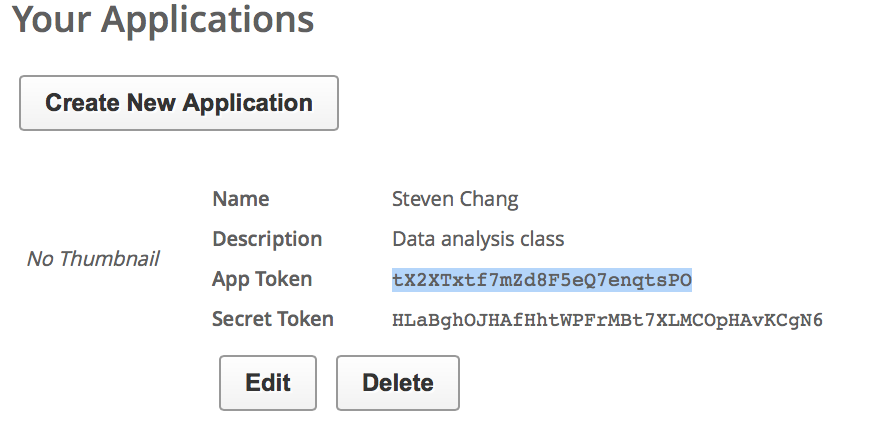 Your Applications
Create New Application
Name Steven Chang
No Thumbnail
Description Data analysis class
App Token tX2XTxtf7mZd8F5eQ7enqtsPO
Secret Token HLaBghOJHAfHhtWPFrMBt7XLMCOpHAvKCgN6
Edit Delete